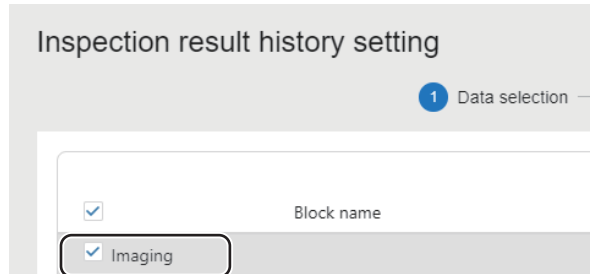 Inspection result history setting
1 Data selection
Block name
Imaging